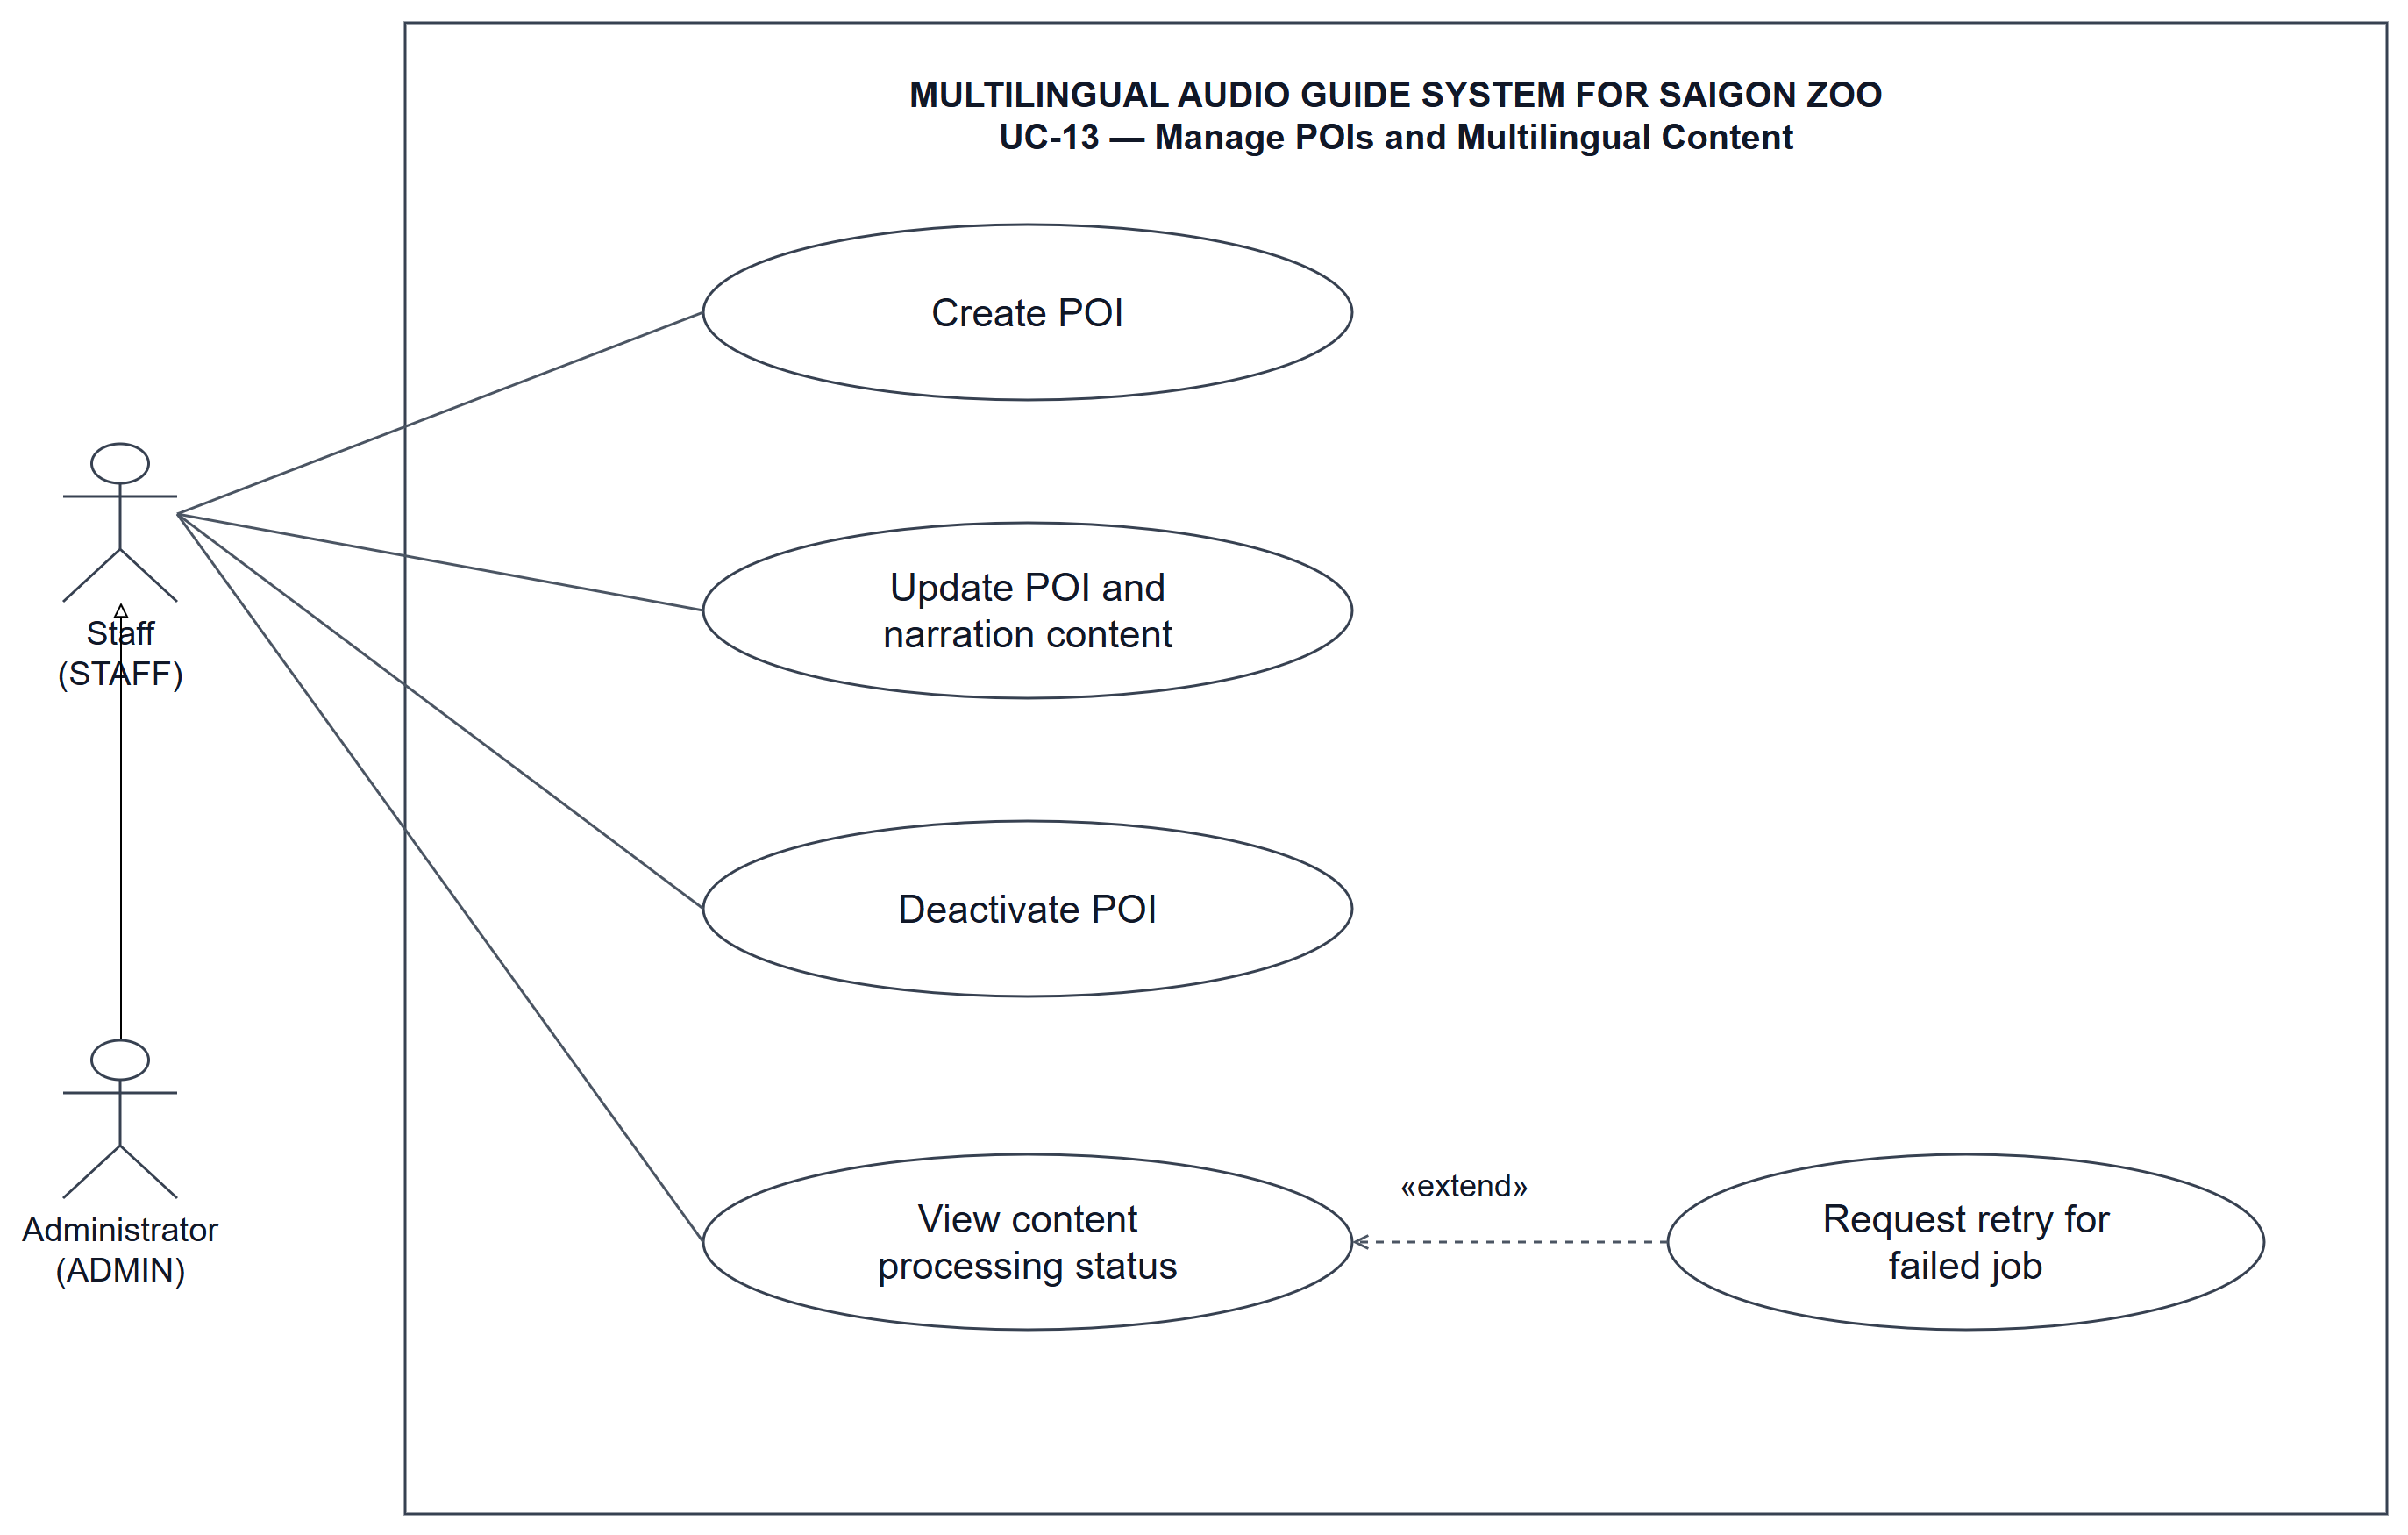 MULTILINGUAL AUDIO GUIDE SYSTEM FOR SAIGON ZOO
UC-13 — Manage POIs and Multilingual Content
Create POI
Staff
(STAFF)
Update POI and
narration content
Deactivate POI
Administrator
(ADMIN)
View content
processing status
«extend»
Request retry for
failed job